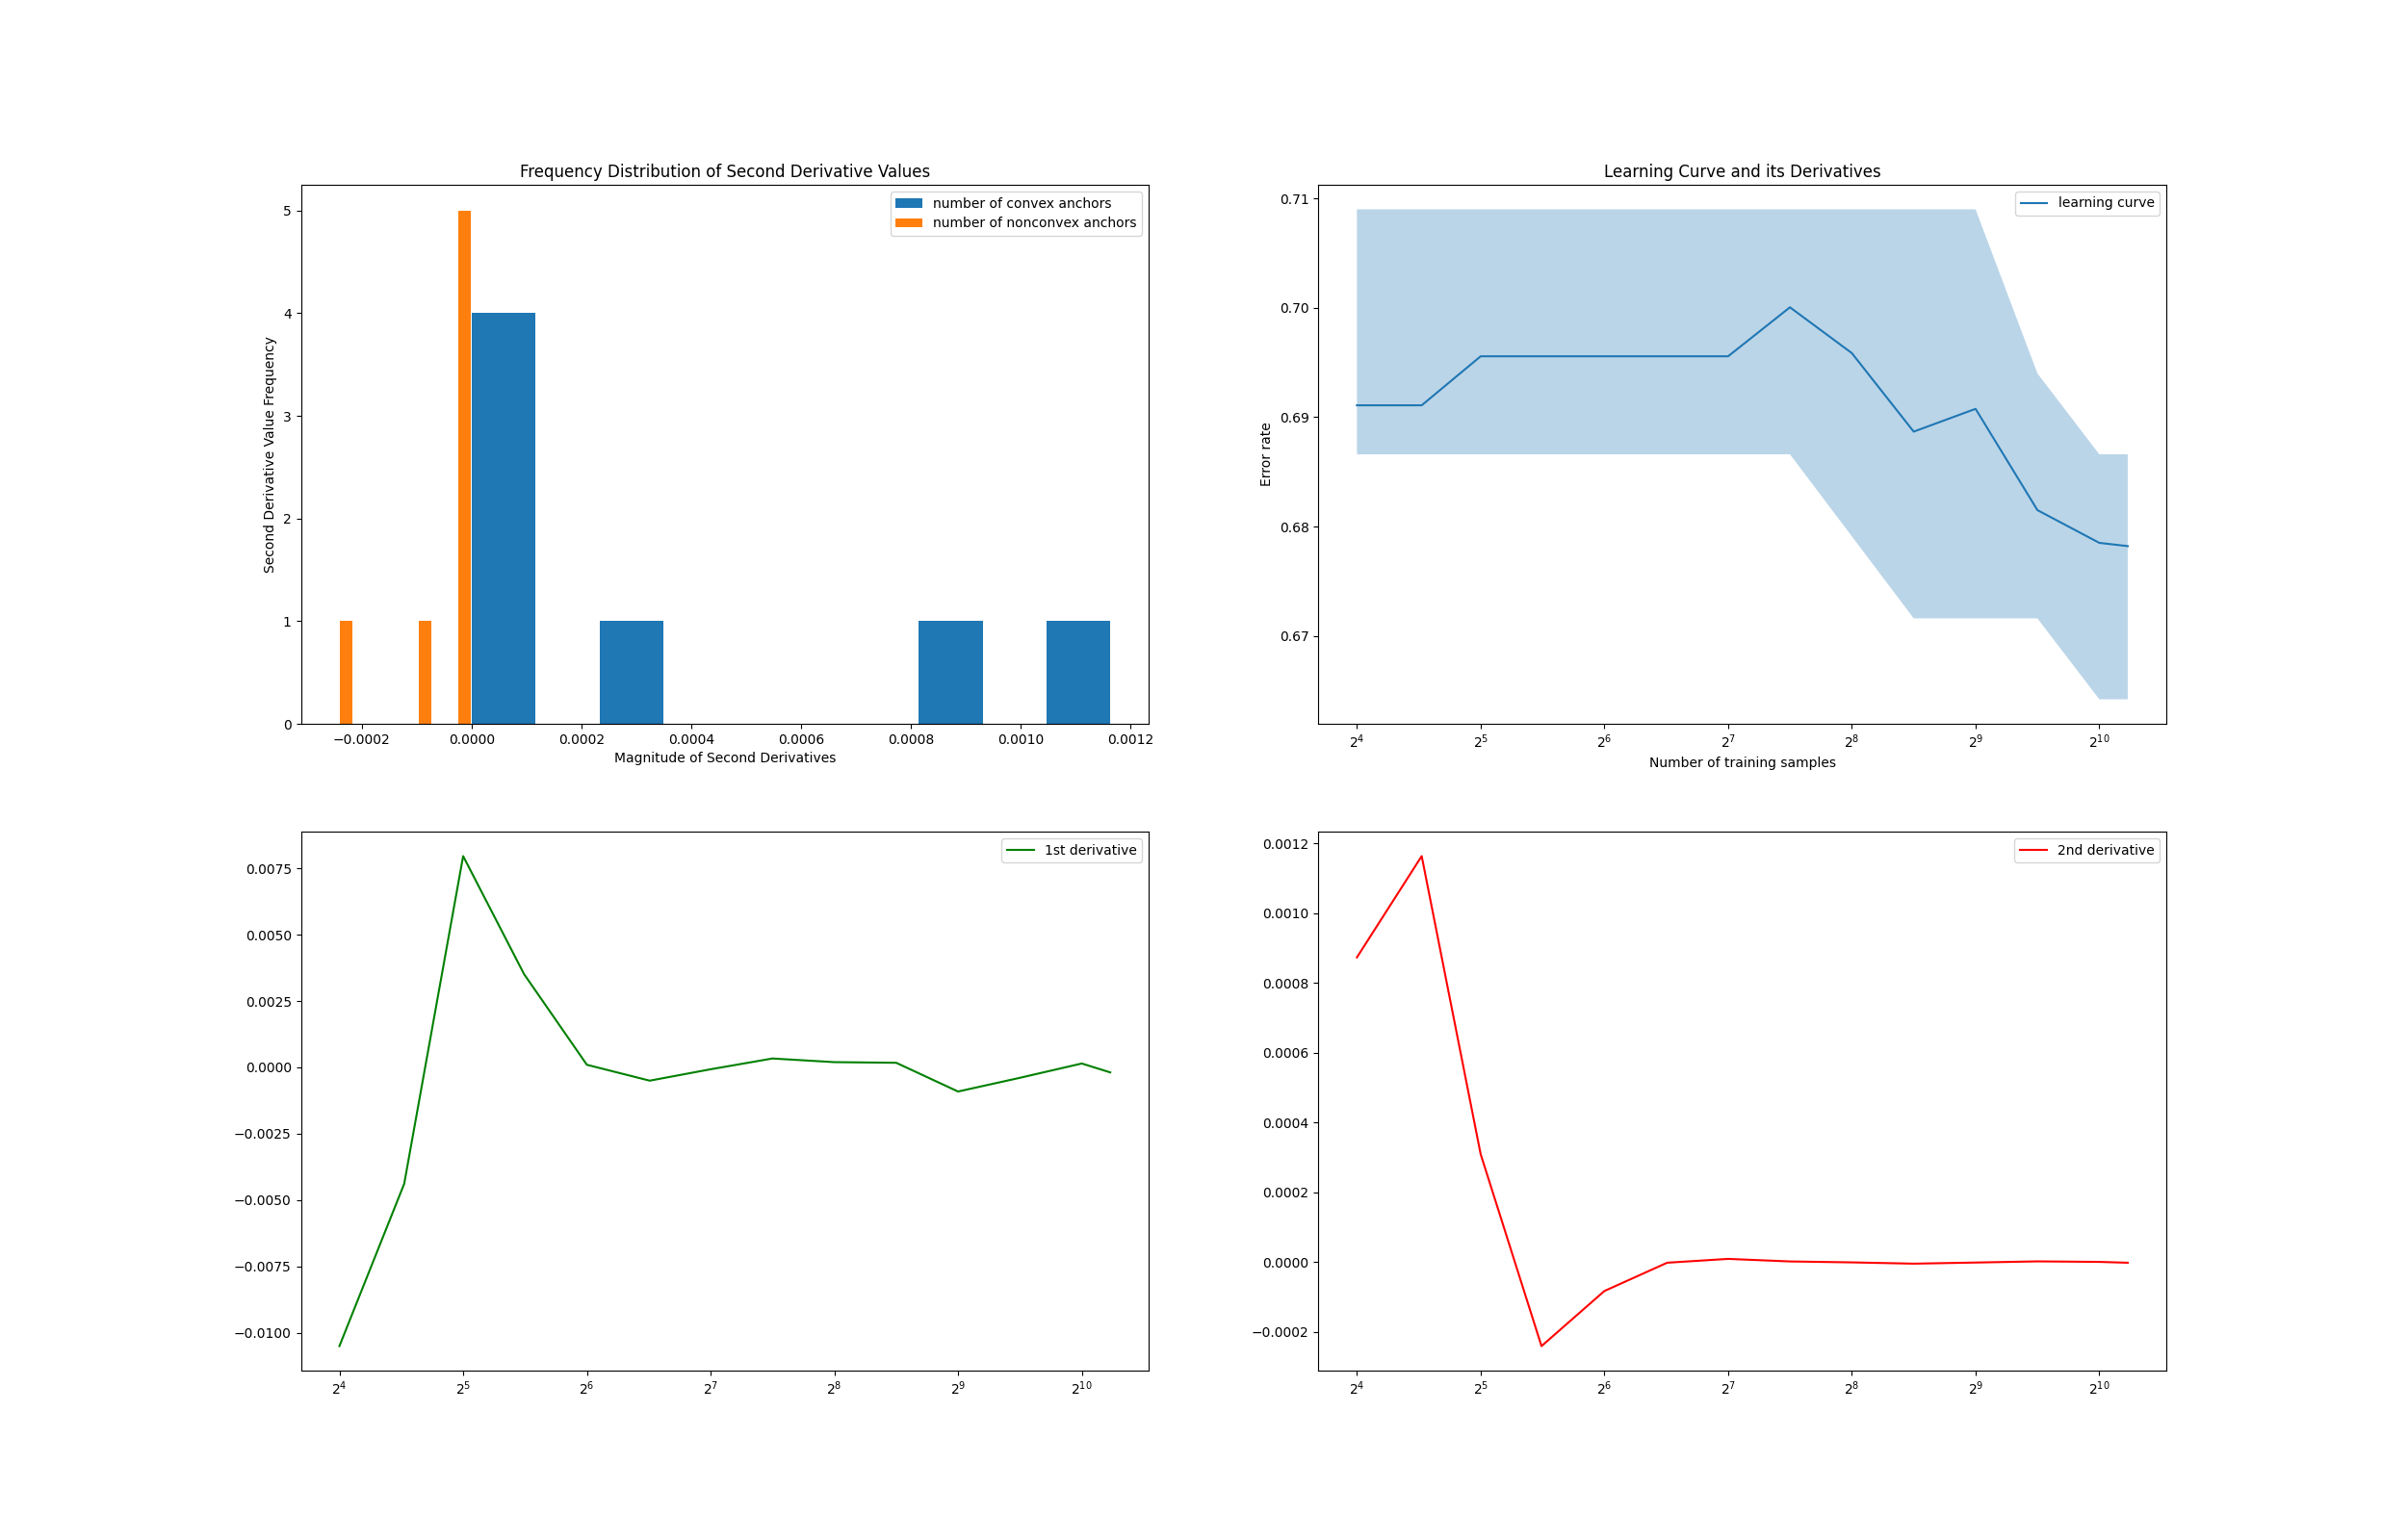 Frequency Distribution of Second Derivative Values
number of convex anchors
number of nonconvex anchors
Second Derivative Value Frequency
5
4
3
2
1
0
−0.0002 0.0000 0.0002 0.0004 0.0006 0.0008 0.0010 0.0012
Magnitude of Second Derivatives
Learning Curve and its Derivatives
learning curve
Error rate
0.71
0.70
0.69
0.68
0.67
2⁴ 2⁵ 2⁶ 2⁷ 2⁸ 2⁹ 2¹⁰
Number of training samples
1st derivative
0.0075
0.0050
0.0025
0.0000
−0.0025
−0.0050
−0.0075
−0.0100
2⁴ 2⁵ 2⁶ 2⁷ 2⁸ 2⁹ 2¹⁰
2nd derivative
0.0012
0.0010
0.0008
0.0006
0.0004
0.0002
0.0000
−0.0002
2⁴ 2⁵ 2⁶ 2⁷ 2⁸ 2⁹ 2¹⁰